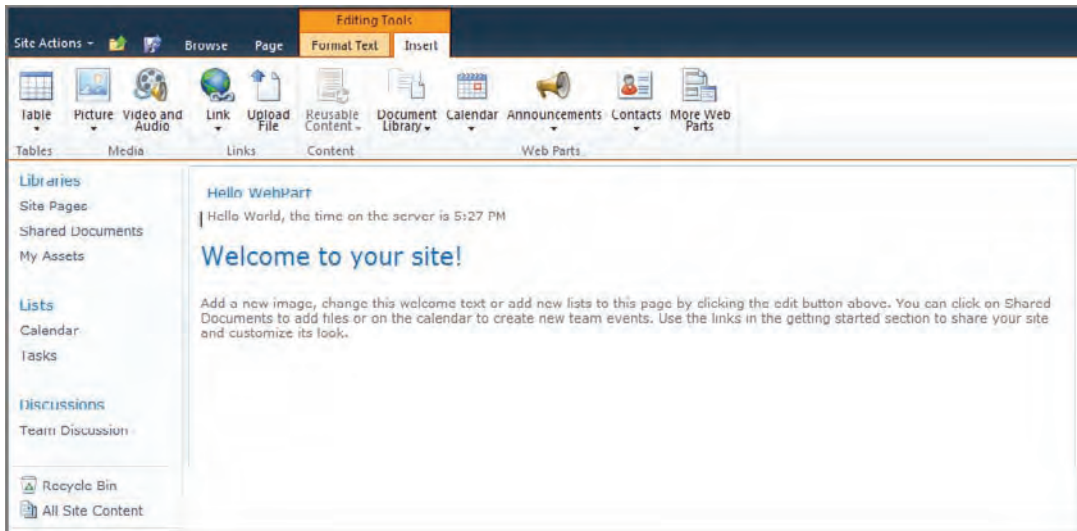 Editing Tools
Site Actions Browse Page Format Text Insert
Table Picture Video and Audio Link Upload File Reusable Content Document Library Calendar Announcements Contacts More Web Parts
Tables Media Links Content Web Parts
Libraries
Site Pages
Shared Documents
My Assets
Lists
Calendar
Tasks
Discussions
Team Discussion
Recycle Bin
All Site Content
Hello WebPart
Hello World, the time on the server is 5:27 PM
Welcome to your site!
Add a new image, change this welcome text or add new lists to this page by clicking the edit button above. You can click on Shared
Documents to add files or on the calendar to create new team events. Use the links in the getting started section to share your site
and customize its look.